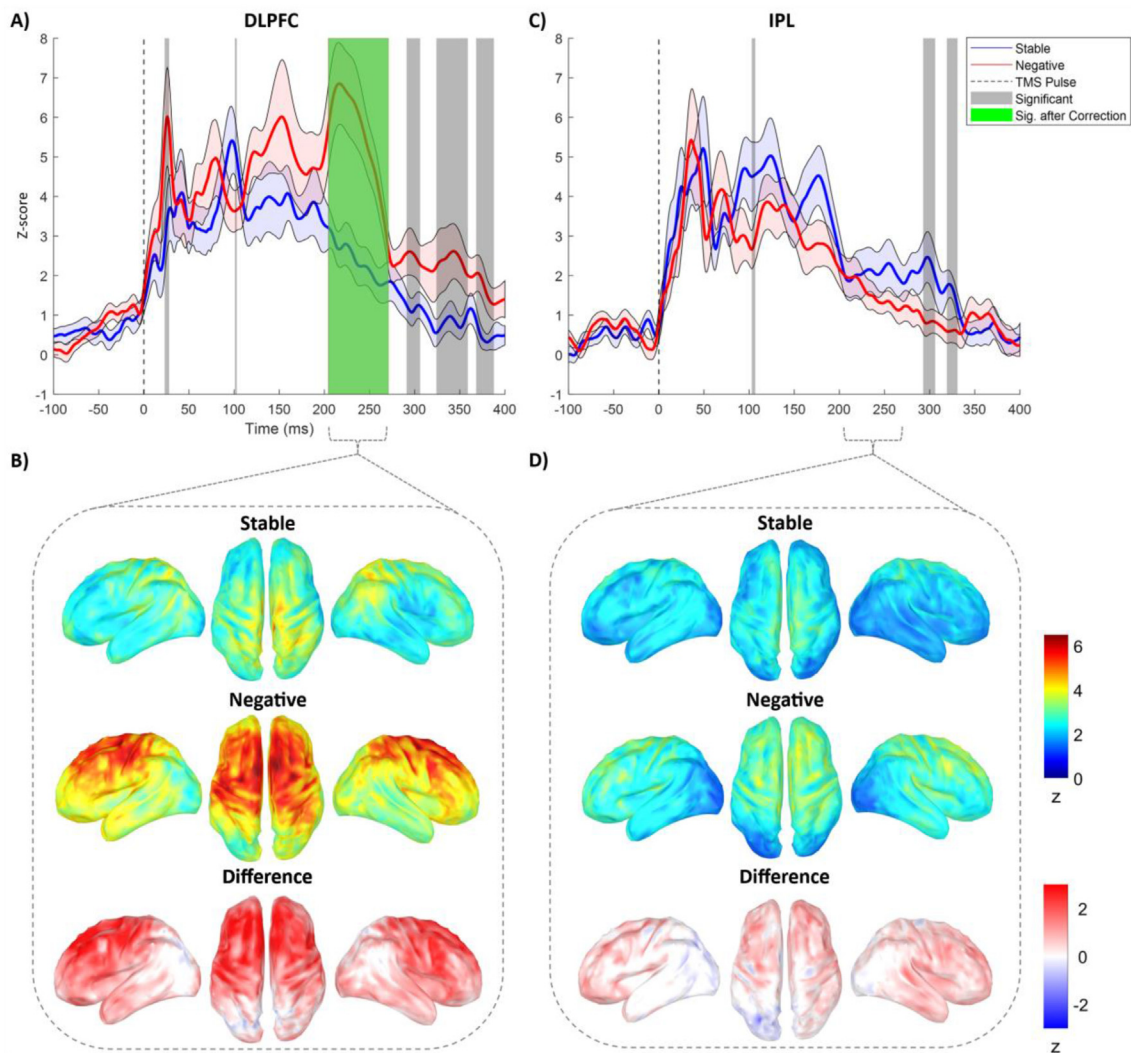 A)
DLPFC
8
7
6
5
4
3
2
1
0
-1
Z-score
-100 -50 0 50 100 150 200 250 300 350 400
Time (ms)
C)
IPL
8
7
6
5
4
3
2
1
0
-1
-100 -50 0 50 100 150 200 250 300 350 400
Stable
Negative
TMS Pulse
Significant
Sig. after Correction
B)
Stable
Negative
Difference
D)
Stable
Negative
Difference
6
4
2
0
z
2
0
-2
z